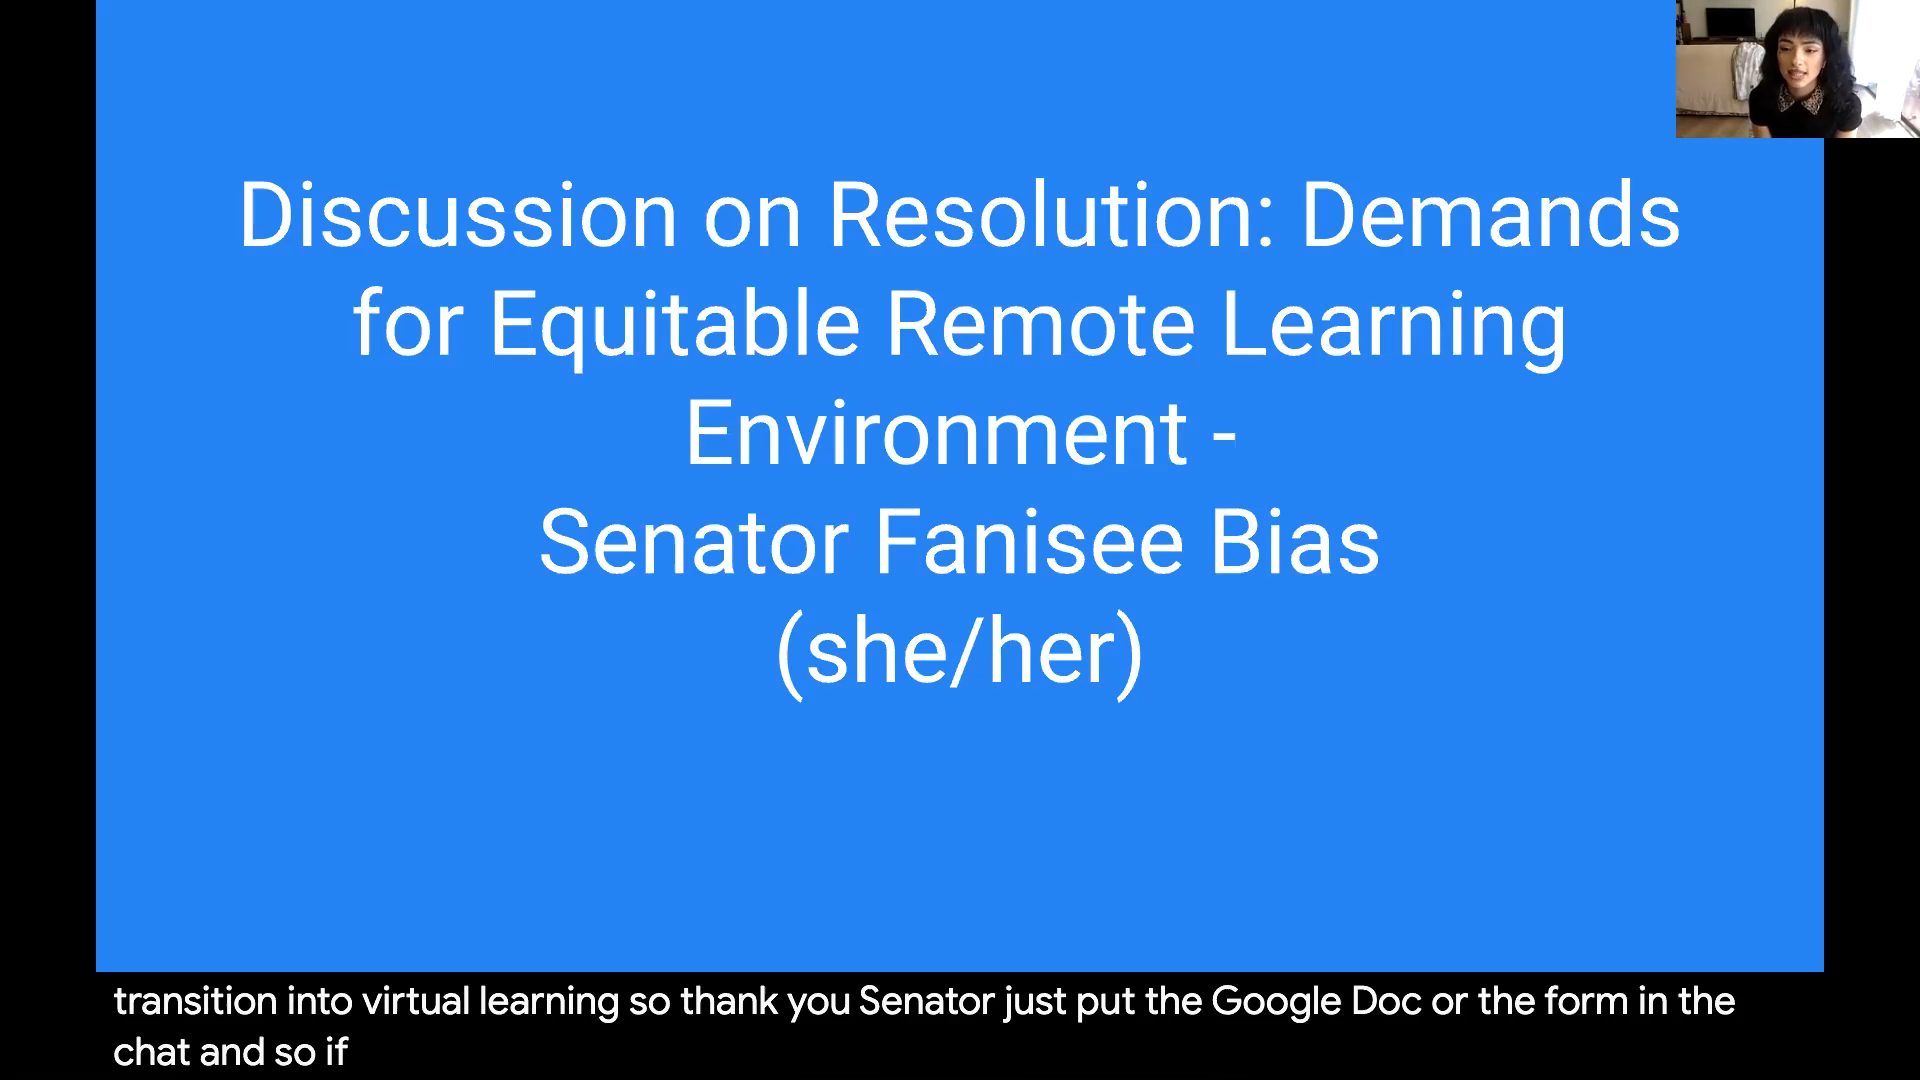 Discussion on Resolution: Demands
for Equitable Remote Learning
Environment -
Senator Fanisee Bias
(she/her)
transition into virtual learning so thank you Senator just put the Google Doc or the form in the
chat and so if